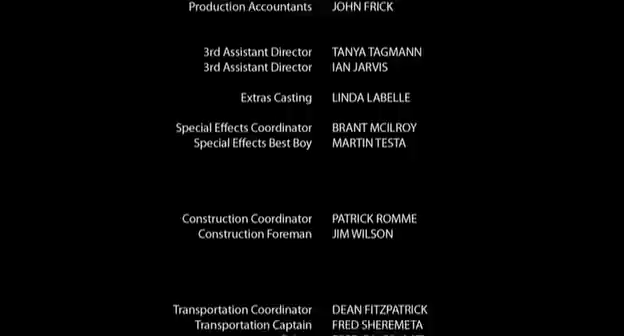 Production Accountants JOHN FRICK
3rd Assistant Director TANYA TAGMANN
3rd Assistant Director IAN JARVIS
Extras Casting LINDA LABELLE
Special Effects Coordinator BRANT MCILROY
Special Effects Best Boy MARTIN TESTA
Construction Coordinator PATRICK ROMME
Construction Foreman JIM WILSON
Transportation Coordinator DEAN FITZPATRICK
Transportation Captain FRED SHEREMETA